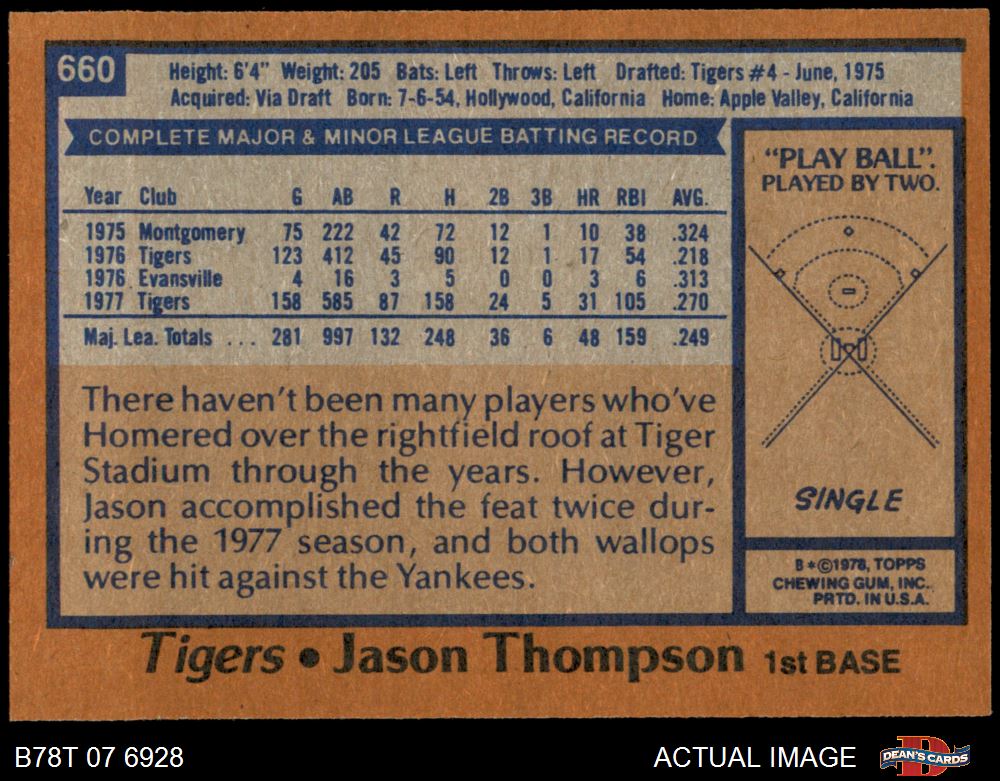 660
Height: 6'4" Weight: 205 Bats: Left Throws: Left Drafted: Tigers #4 - June, 1975
Acquired: Via Draft Born: 7-6-54, Hollywood, California Home: Apple Valley, California
COMPLETE MAJOR & MINOR LEAGUE BATTING RECORD
Year Club G AB R H 2B 3B HR RBI AVG.
1975 Montgomery 75 222 42 72 12 1 10 38 .324
1976 Tigers 123 412 45 90 12 1 17 54 .218
1976 Evansville 4 16 3 5 0 0 3 6 .313
1977 Tigers 158 585 87 158 24 5 31 105 .270
Maj. Lea. Totals ... 281 997 132 248 36 6 48 159 .249
There haven't been many players who've
Homered over the rightfield roof at Tiger
Stadium through the years. However,
Jason accomplished the feat twice dur-
ing the 1977 season, and both wallops
were hit against the Yankees.
"PLAY BALL".
PLAYED BY TWO.
SINGLE
B*©1978, TOPPS
CHEWING GUM, INC.
PRTD. IN U.S.A.
Tigers • Jason Thompson 1st BASE
B78T 07 6928
ACTUAL IMAGE
DEAN'S CARDS